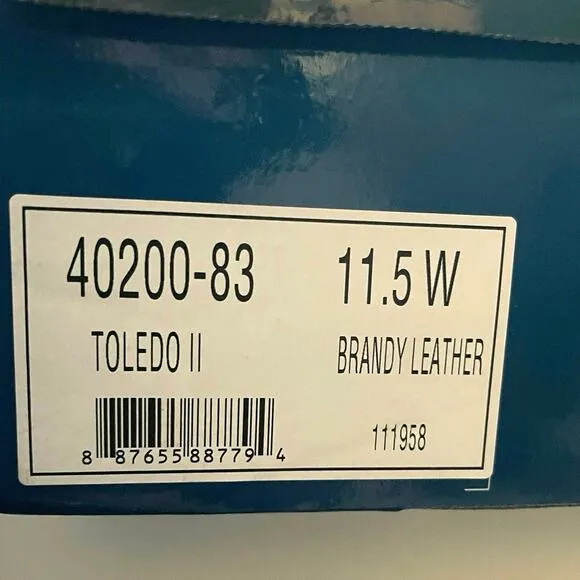 40200-83 11.5 W
TOLEDO II BRANDY LEATHER
111958
8 87655 88779 4